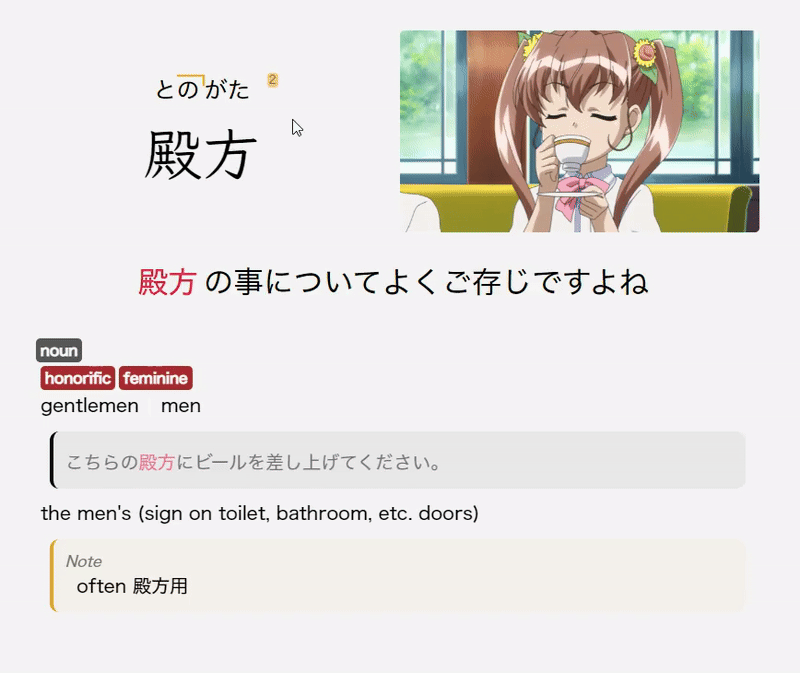 とのがた 2
殿方
殿方 の事についてよくご存じですよね
noun
honorific feminine
gentlemen men
こちらの殿方にビールを差し上げてください。
the men's (sign on toilet, bathroom, etc. doors)
Note
often 殿方用